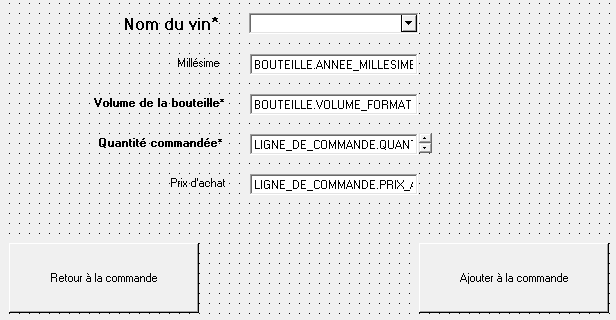 Nom du vin*
Millésime BOUTEILLE.ANNEE_MILLESIME
Volume de la bouteille* BOUTEILLE.VOLUME_FORMAT
Quantité commandée* LIGNE_DE_COMMANDE.QUANT
Prix d'achat LIGNE_DE_COMMANDE.PRIX_A
Retour à la commande Ajouter à la commande